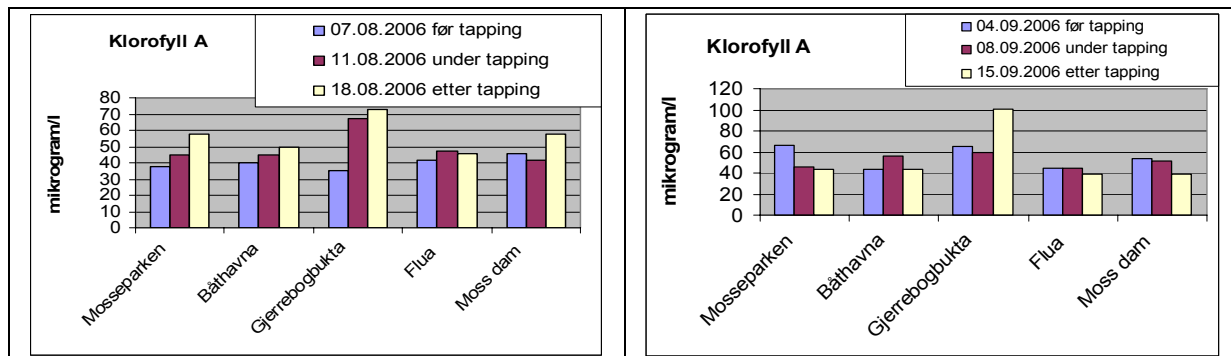 Klorofyll A
07.08.2006 før tapping
11.08.2006 under tapping
18.08.2006 etter tapping
mikrogram/l
80
70
60
50
40
30
20
10
0
Mosseparken
Båthavna
Gjerrebogbukta
Flua
Moss dam
Klorofyll A
04.09.2006 før tapping
08.09.2006 under tapping
15.09.2006 etter tapping
mikrogram/l
120
100
80
60
40
20
0
Mosseparken
Båthavna
Gjerrebogbukta
Flua
Moss dam